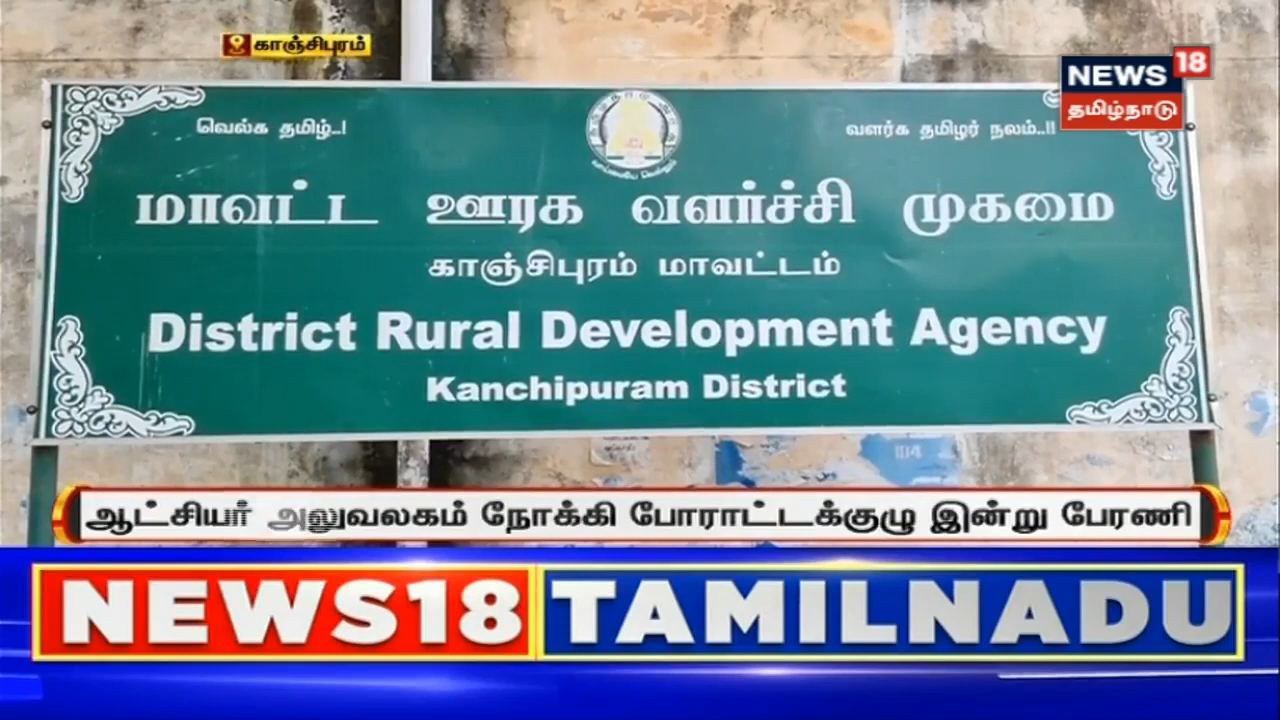 காஞ்சிபுரம்
NEWS 18
தமிழ்நாடு
வெல்க தமிழ்..!
வளர்க தமிழர் நலம்..!!
மாவட்ட ஊரக வளர்ச்சி முகமை
காஞ்சிபுரம் மாவட்டம்
District Rural Development Agency
Kanchipuram District
ஆட்சியர் அலுவலகம் நோக்கி போராட்டக்குழு இன்று பேரணி
NEWS18 TAMILNADU